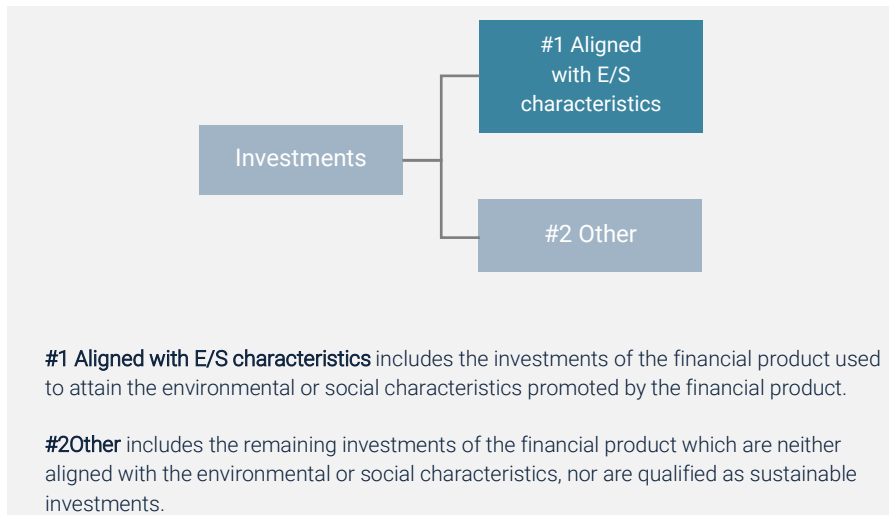 #1 Aligned
with E/S
characteristics
Investments
#2 Other
#1 Aligned with E/S characteristics includes the investments of the financial product used
to attain the environmental or social characteristics promoted by the financial product.
#2Other includes the remaining investments of the financial product which are neither
aligned with the environmental or social characteristics, nor are qualified as sustainable
investments.